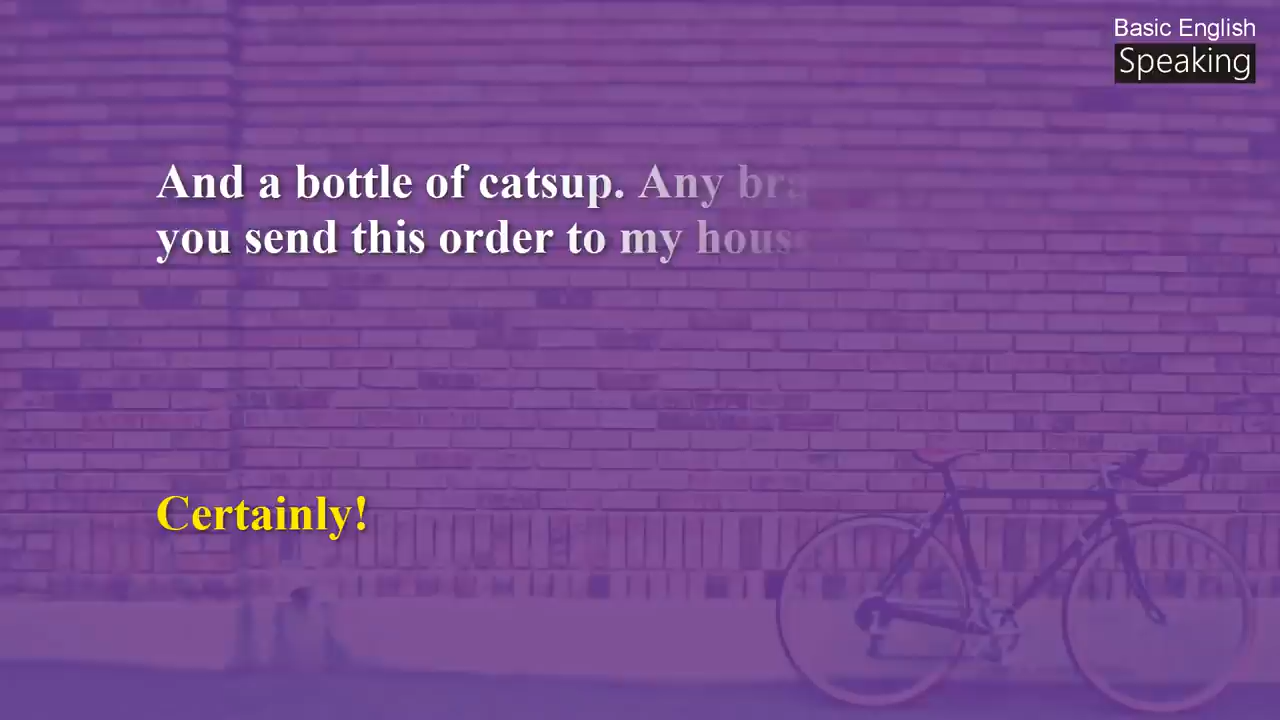 Basic English
Speaking
And a bottle of catsup. Any
you send this order to my
Certainly!